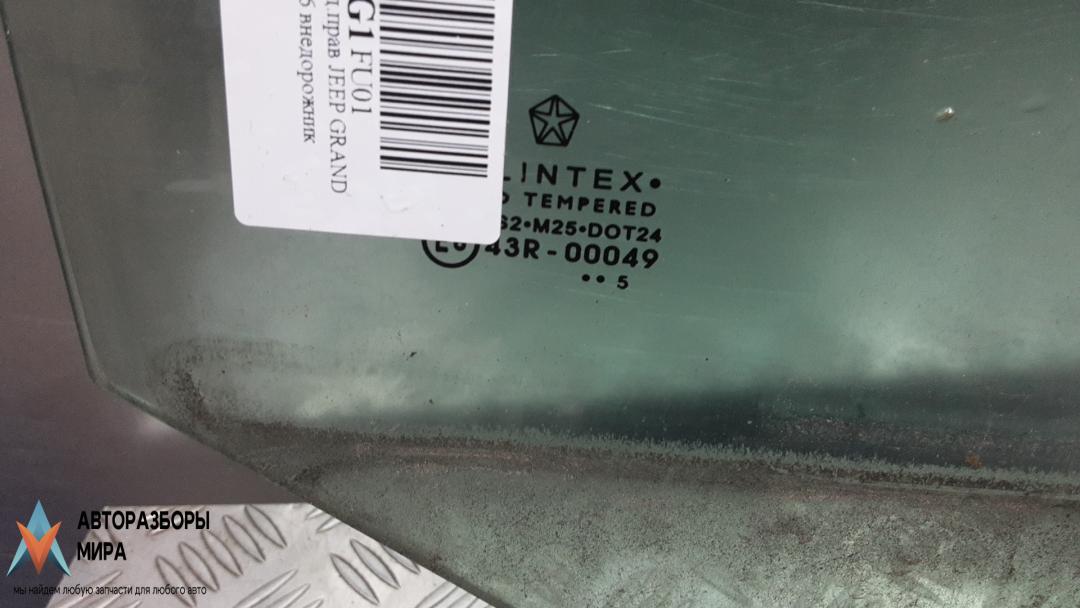 G1 FU01
прав JEEP GRAND
внедорожник
LINTEX•
TEMPERED
S2•M25•DOT24
43R-00049
•• 5
АВТОРАЗБОРЫ
МИРА
мы найдем любую запчасти для любого авто